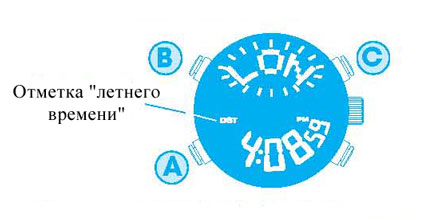 B
C
LON
Отметка "летнего
времени"
DST
PM
4:08 59
A